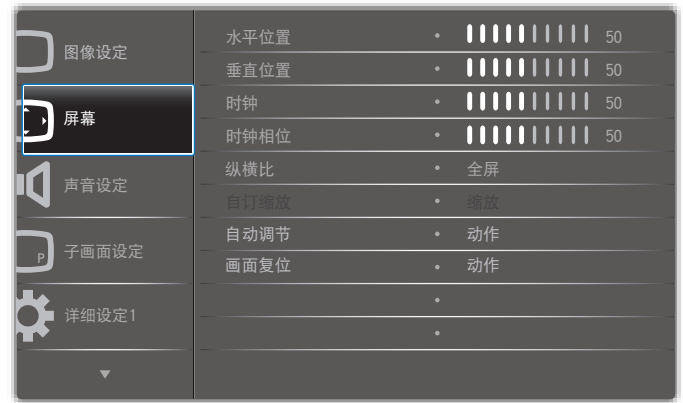 图像设定
屏幕
声音设定
P
子画面设定
详细设定1
水平位置 • 50
垂直位置 • 50
时钟 • 50
时钟相位 • 50
纵横比 • 全屏
自订缩放 • 缩放
自动调节 • 动作
画面复位 • 动作
•
•